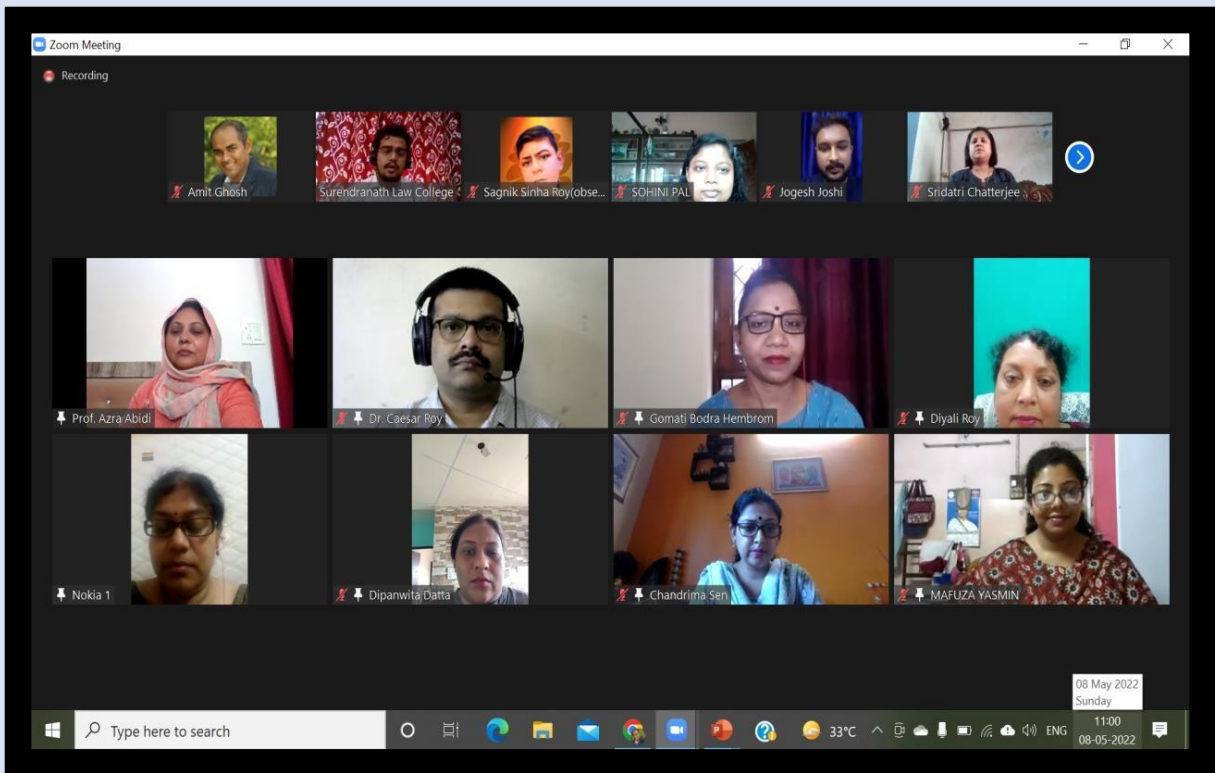 Zoom Meeting
Recording
Amit Ghosh
Surendranath Law College
Sagnik Sinha Roy(obse...
SOHINI PAL
Jogesh Joshi
Sridatri Chatterjee
Prof. Azra Abidi
Dr. Caesar Roy
Gomati Bodra Hembrom
Diyali Roy
Nokia 1
Dipanwita Datta
Chandrima Sen
MAFUZA YASMIN
08 May 2022
Sunday
Type here to search
33°C
ENG
11:00
08-05-2022